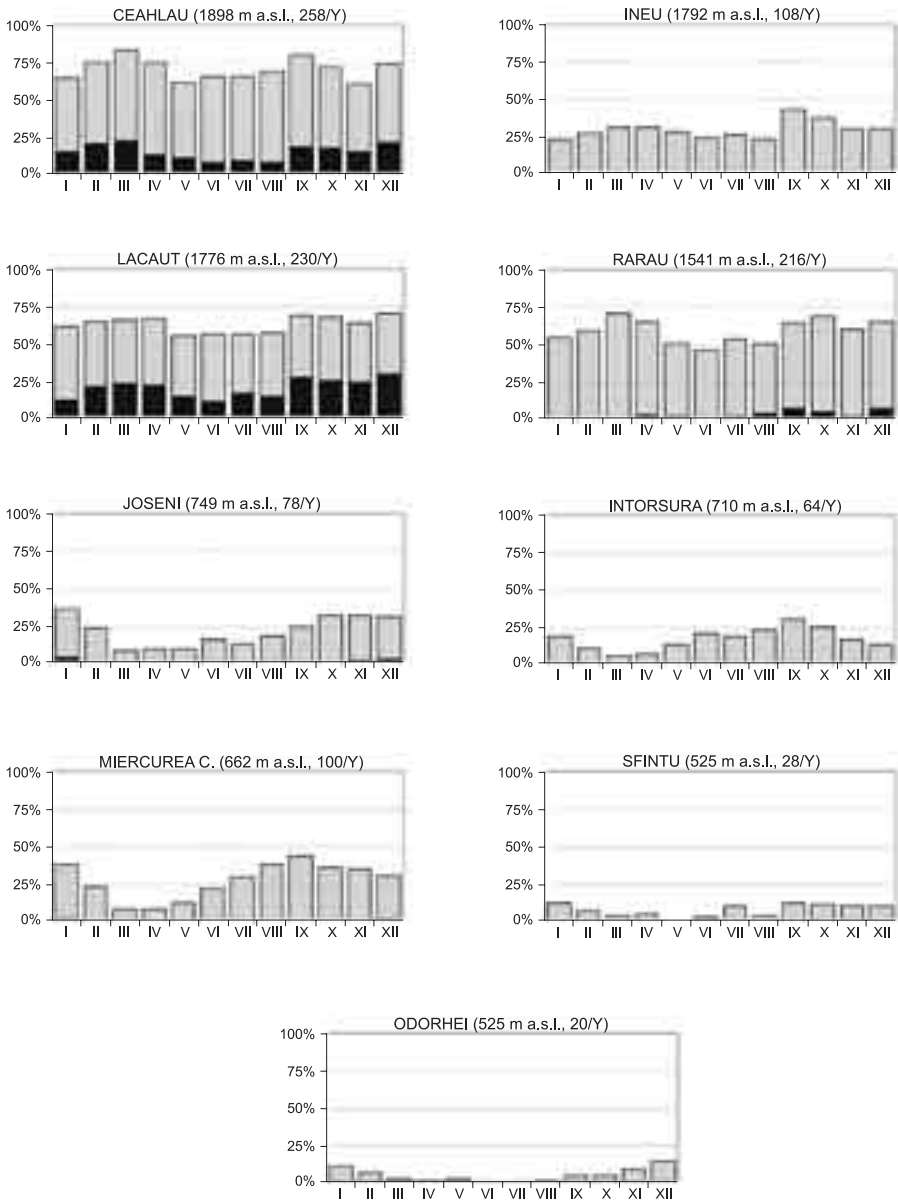 CEAHLAU (1898 m a.s.l., 258/Y)
100%
75%
50%
25%
0%
I II III IV V VI VII VIII IX X XI XII
INEU (1792 m a.s.l., 108/Y)
100%
75%
50%
25%
0%
I II III IV V VI VII VIII IX X XI XII
LACAUT (1776 m a.s.l., 230/Y)
100%
75%
50%
25%
0%
I II III IV V VI VII VIII IX X XI XII
RARAU (1541 m a.s.l., 216/Y)
100%
75%
50%
25%
0%
I II III IV V VI VII VIII IX X XI XII
JOSENI (749 m a.s.l., 78/Y)
100%
75%
50%
25%
0%
I II III IV V VI VII VIII IX X XI XII
INTORSURA (710 m a.s.l., 64/Y)
100%
75%
50%
25%
0%
I II III IV V VI VII VIII IX X XI XII
MIERCUREA C. (662 m a.s.l., 100/Y)
100%
75%
50%
25%
0%
I II III IV V VI VII VIII IX X XI XII
SFINTU (525 m a.s.l., 28/Y)
100%
75%
50%
25%
0%
I II III IV V VI VII VIII IX X XI XII
ODORHEI (525 m a.s.l., 20/Y)
100%
75%
50%
25%
0%
I II III IV V VI VII VIII IX X XI XII